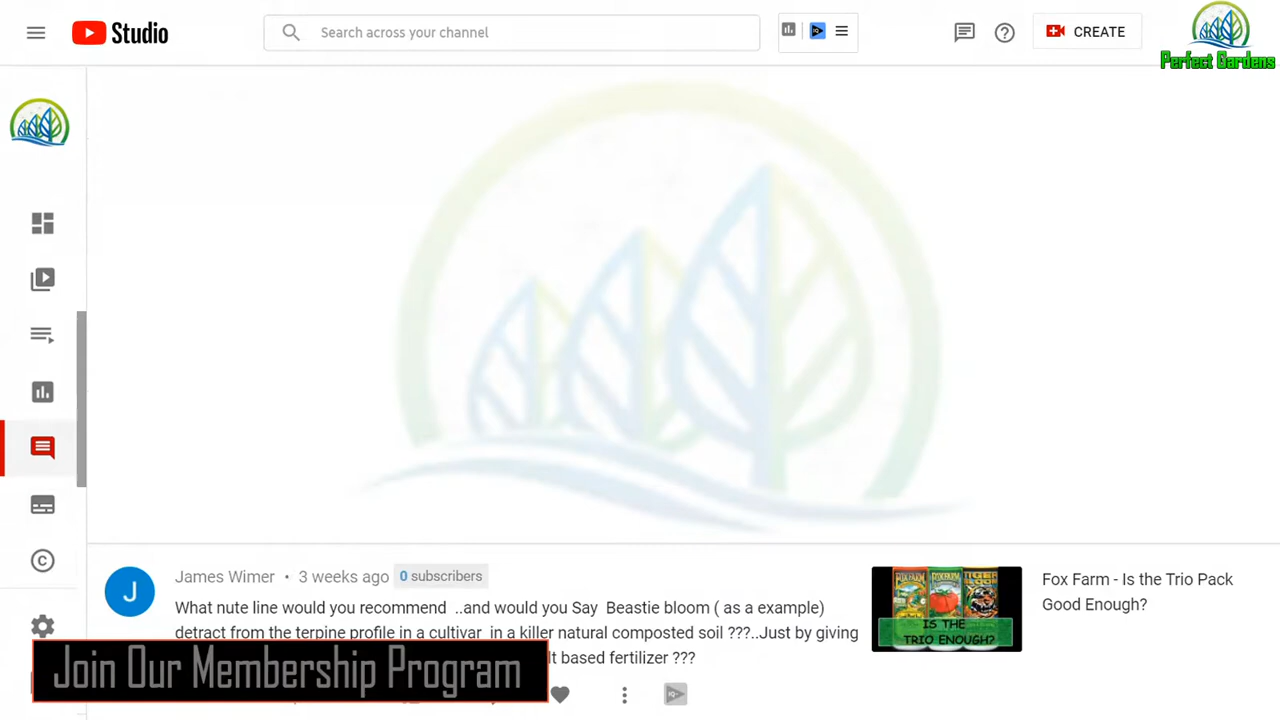 Studio
Search across your channel
CREATE
Perfect Gardens
James Wimer • 3 weeks ago 0 subscribers
What nute line would you recommend ..and would you Say Beastie bloom ( as a example)
detract from the terpine profile in a cultivar in a killer natural composted soil ???..Just by giving
lt based fertilizer ???
FOXFARM FOXFARM TIGER
IS THE
TRIO ENOUGH?
Fox Farm - Is the Trio Pack
Good Enough?
Join Our Membership Program